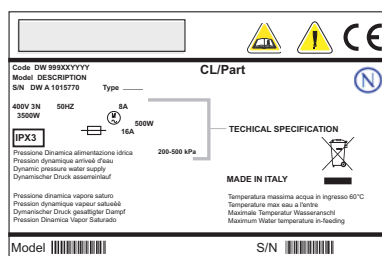 CE
Code DW 999XXYYYY
Model DESCRIPTION
S/N DW A 1015770 Type
CL/Part
N
400V 3N 50HZ 8A
3500W
M
500W
16A
IPX3
TECHICAL SPECIFICATION
Pressione Dinamica alimentazione idrica 200-500 kPa
Pression dynamique arriveè d'eau
Dynamic pressure water supply
Dynamischer Druck asserreinlauf
MADE IN ITALY
Pressione dinamica vapore saturo
Pression dynamique vapeur satueèè
Dymamischer Druck gesattigter Dampf
Pression Dinamica Vapor Saturado
Temperatura massima acqua in ingresso 60°C
Temperature max eau a l'entre
Maximale Temperatur Wasseranschl
Maximum Water temperature in-feeding
Model
S/N